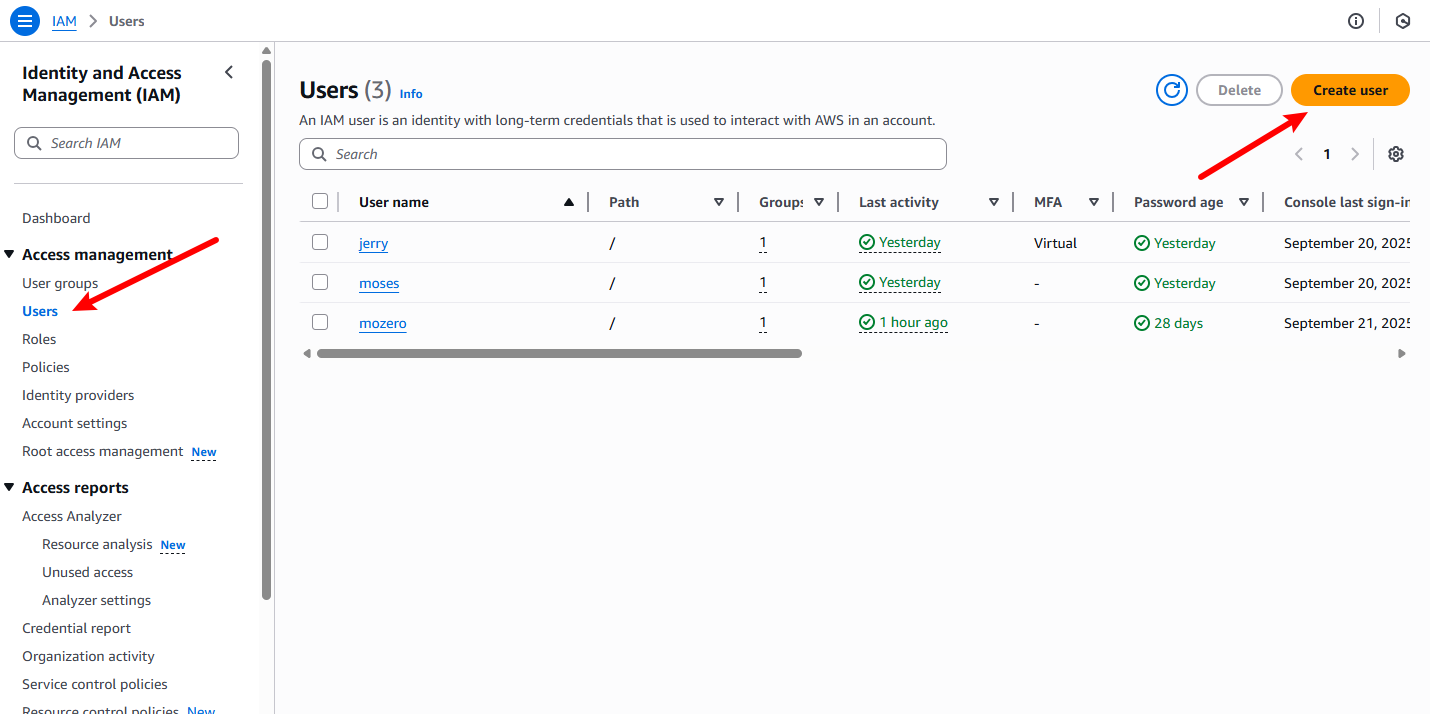 IAM > Users
Identity and Access
Management (IAM)
Search IAM
Dashboard
Access management
User groups
Users
Roles
Policies
Identity providers
Account settings
Root access management New
Access reports
Access Analyzer
Resource analysis New
Unused access
Analyzer settings
Credential report
Organization activity
Service control policies
Resource control policies New
Users (3) Info
Delete
Create user
An IAM user is an identity with long-term credentials that is used to interact with AWS in an account.
Search
1
User name Path Groups Last activity MFA Password age Console last sign-in
jerry / 1 Yesterday Virtual Yesterday September 20, 2025
moses / 1 Yesterday - Yesterday September 20, 2025
mozero / 1 1 hour ago - 28 days September 21, 2025